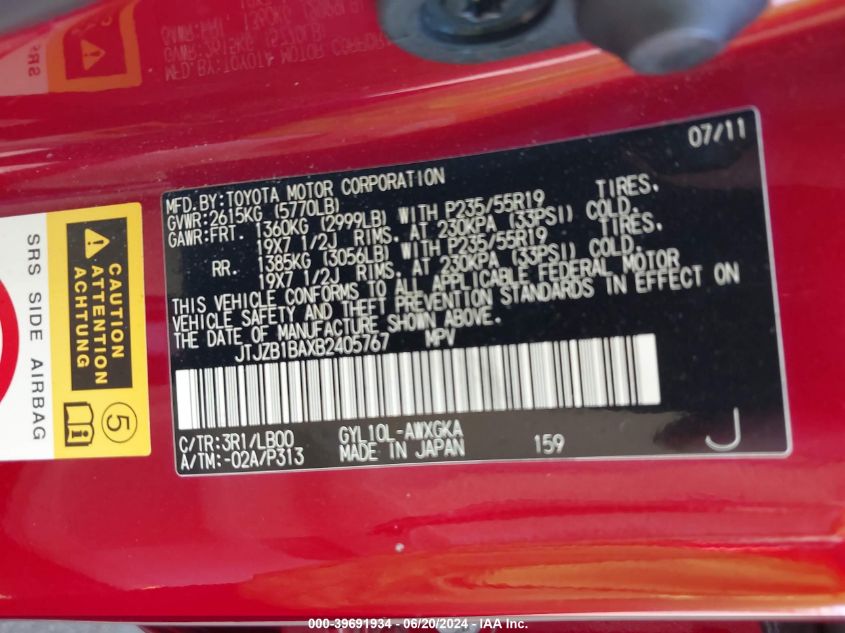 07/11
MFD.BY:TOYOTA MOTOR CORPORATION
GVWR:2615KG (5770LB)
GAWR:FRT. 1360KG (2999LB) WITH P235/55R19 TIRES.
19X7 1/2J RIMS. AT 230KPA (33PSI) COLD.
RR. 1385KG (3056LB) WITH P235/55R19 TIRES.
19X7 1/2J RIMS. AT 230KPA (33PSI) COLD.
THIS VEHICLE CONFORMS TO ALL APPLICABLE FEDERAL MOTOR
VEHICLE SAFETY AND THEFT PREVENTION STANDARDS IN EFFECT ON
THE DATE OF MANUFACTURE SHOWN ABOVE.
JTJZB1BAXB2405767 MPV
C/TR:3R1/LB00 GYL10L-AWXGKA
A/TM:-02A/P313 MADE IN JAPAN 159 J
CAUTION
ATTENTION
ACHTUNG
SRS SIDE AIRBAG
5
i
000-39691934 - 06/20/2024 - IAA Inc.